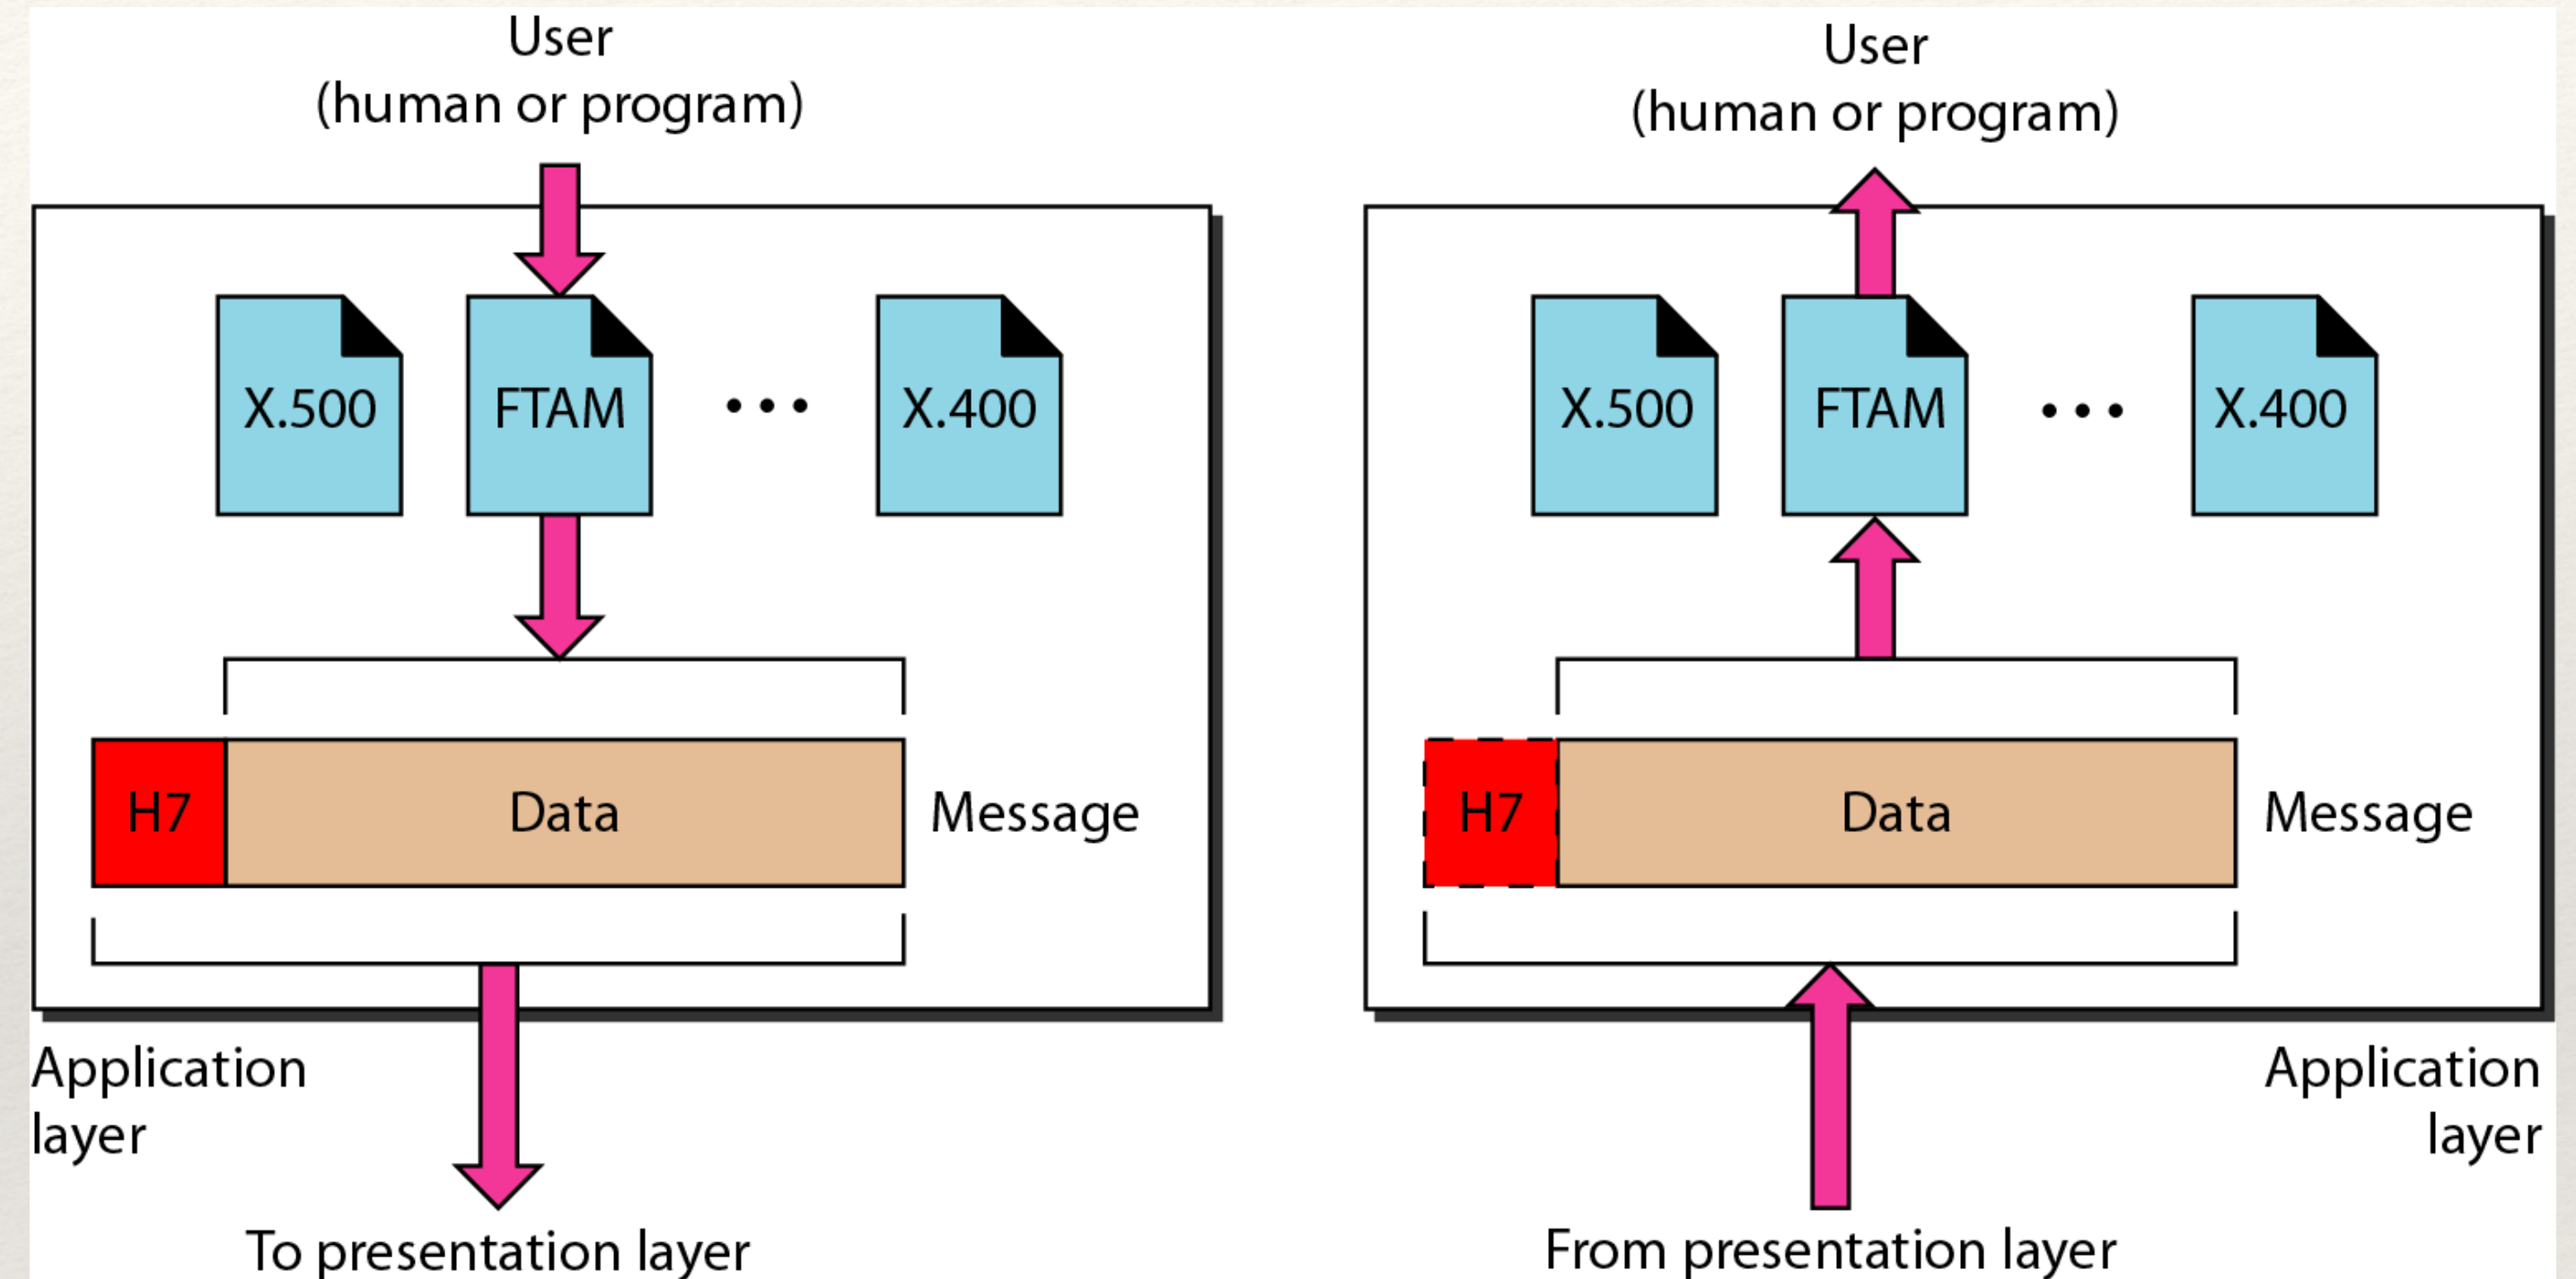 User
(human or program)
X.500
FTAM
...
X.400
H7
Data
Message
Application
layer
To presentation layer
User
(human or program)
X.500
FTAM
...
X.400
H7
Data
Message
Application
layer
From presentation layer